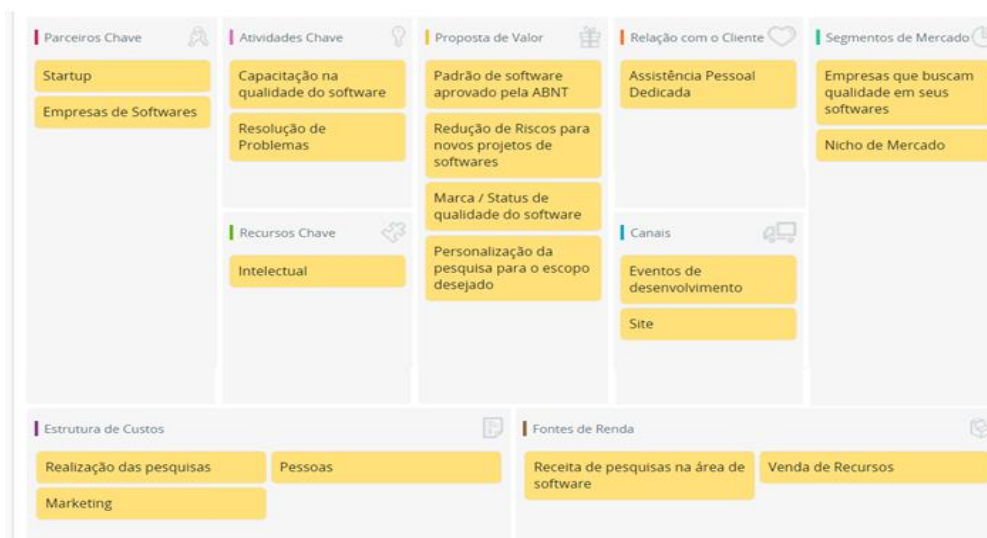 Parceiros Chave
Startup
Empresas de Softwares
Atividades Chave
Capacitação na
qualidade do software
Resolução de
Problemas
Recursos Chave
Intelectual
Proposta de Valor
Padrão de software
aprovado pela ABNT
Redução de Riscos para
novos projetos de
softwares
Marca / Status de
qualidade do software
Personalização da
pesquisa para o escopo
desejado
Relação com o Cliente
Assistência Pessoal
Dedicada
Canais
Eventos de
desenvolvimento
Site
Segmentos de Mercado
Empresas que buscam
qualidade em seus
softwares
Nicho de Mercado
Estrutura de Custos
Realização das pesquisas
Pessoas
Marketing
Fontes de Renda
Receita de pesquisas na área de
software
Venda de Recursos